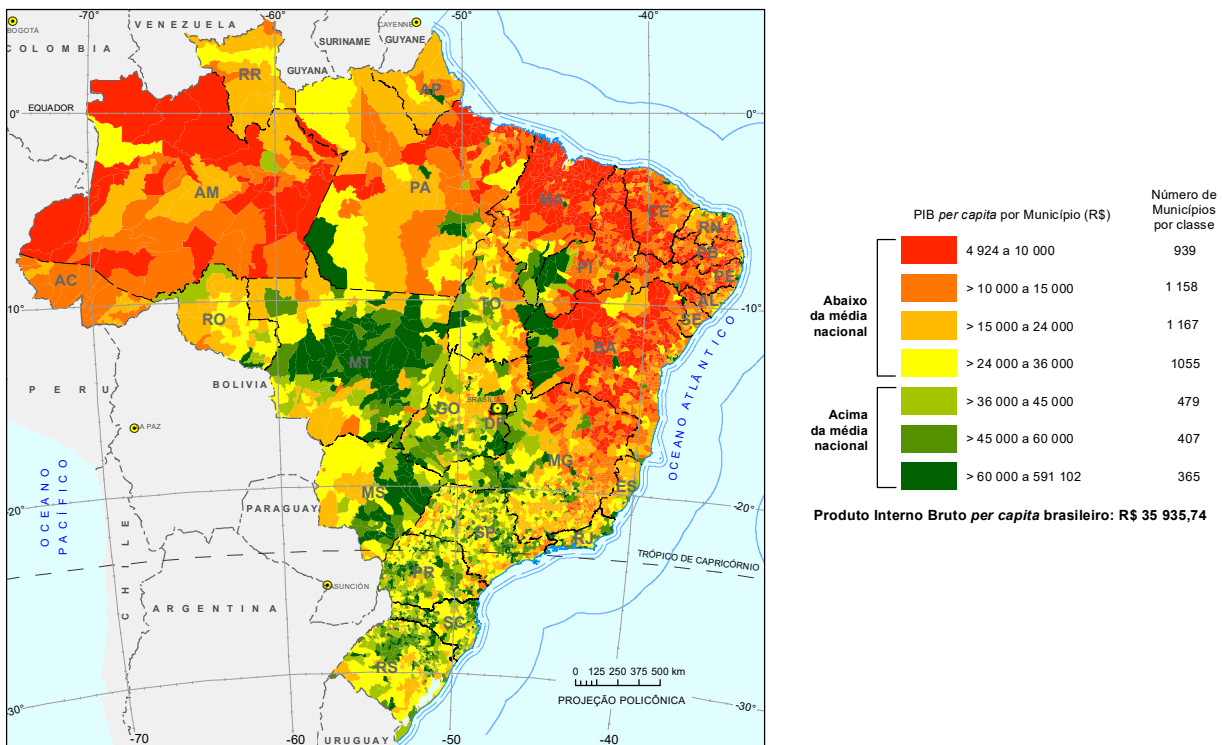 -70°
-60°
-50°
-40°
BOGOTÁ
VENEZUELA
CAYENNE
COLOMBIA
SURINAME
GUYANE
GUYANA
RR
AP
EQUADOR
0°
0°
AM
PA
MA
CE
RN
PB
PE
PI
AL
SE
AC
-10°
-10°
TO
RO
BA
MT
PERU
BOLIVIA
BRASÍLIA
GO
DF
LA PAZ
OCEANO ATLÂNTICO
MG
ES
MS
OCEANO
PACÍFICO
-20°
-20°
PARAGUAY
SP
RJ
TRÓPICO DE CAPRICÓRNIO
CHILE
PR
ASUNCIÓN
ARGENTINA
SC
RS
0 125 250 375 500 km
PROJEÇÃO POLICÔNICA
-30°
-30°
URUGUAY
-70
-60
-50
-40
PIB per capita por Município (R$)
Número de
Municípios
por classe
4 924 a 10 000 939
> 10 000 a 15 000 1 158
Abaixo
da média
nacional
> 15 000 a 24 000 1 167
> 24 000 a 36 000 1055
> 36 000 a 45 000 479
Acima
da média
nacional
> 45 000 a 60 000 407
> 60 000 a 591 102 365
Produto Interno Bruto per capita brasileiro: R$ 35 935,74